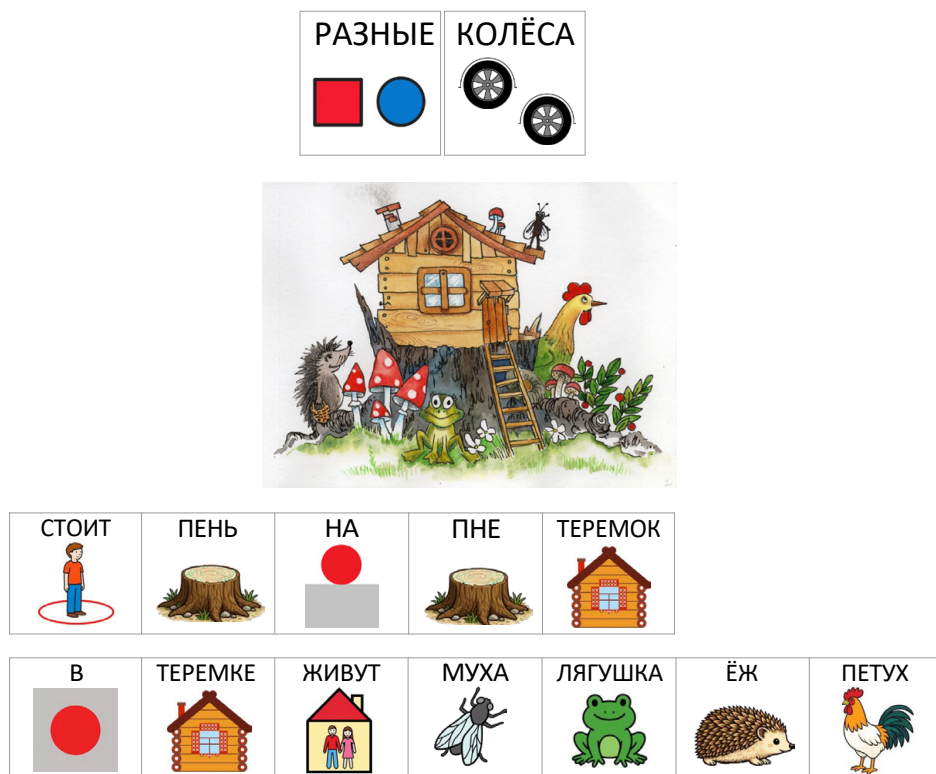 РАЗНЫЕ КОЛЁСА
СТОИТ ПЕНЬ НА ПНЕ ТЕРЕМОК
В ТЕРЕМКЕ ЖИВУТ МУХА ЛЯГУШКА ЁЖ ПЕТУХ